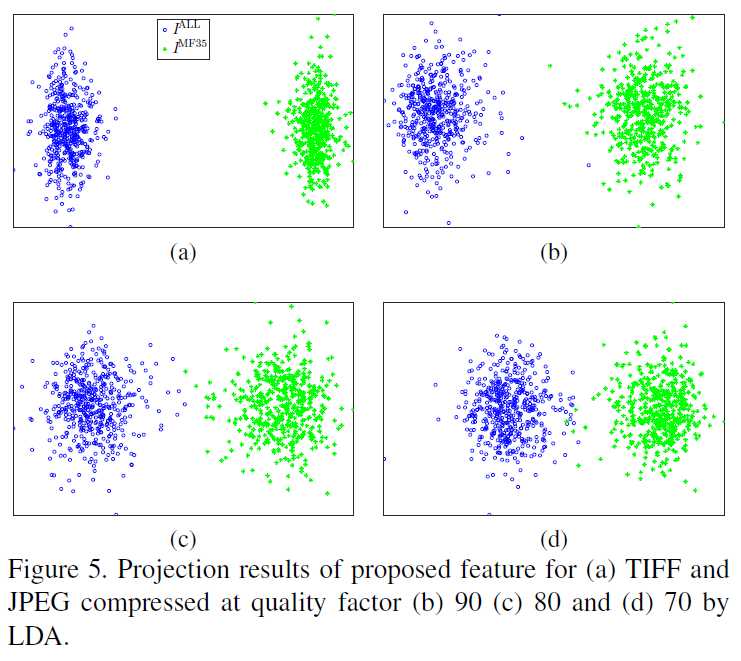 I^ALL
I^MF35
(a)
(b)
(c)
(d)
Figure 5. Projection results of proposed feature for (a) TIFF and
JPEG compressed at quality factor (b) 90 (c) 80 and (d) 70 by
LDA.